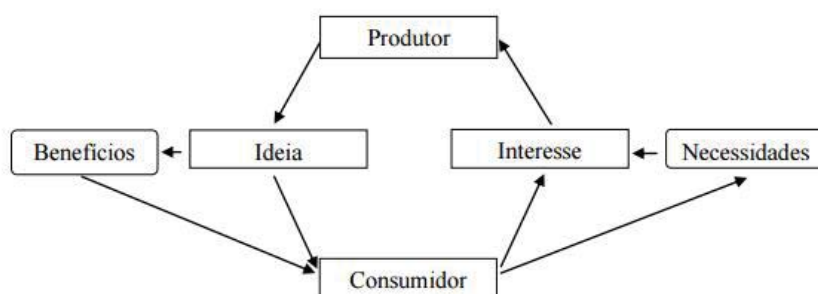 Produtor
Benefícios
Ideia
Interesse
Necessidades
Consumidor